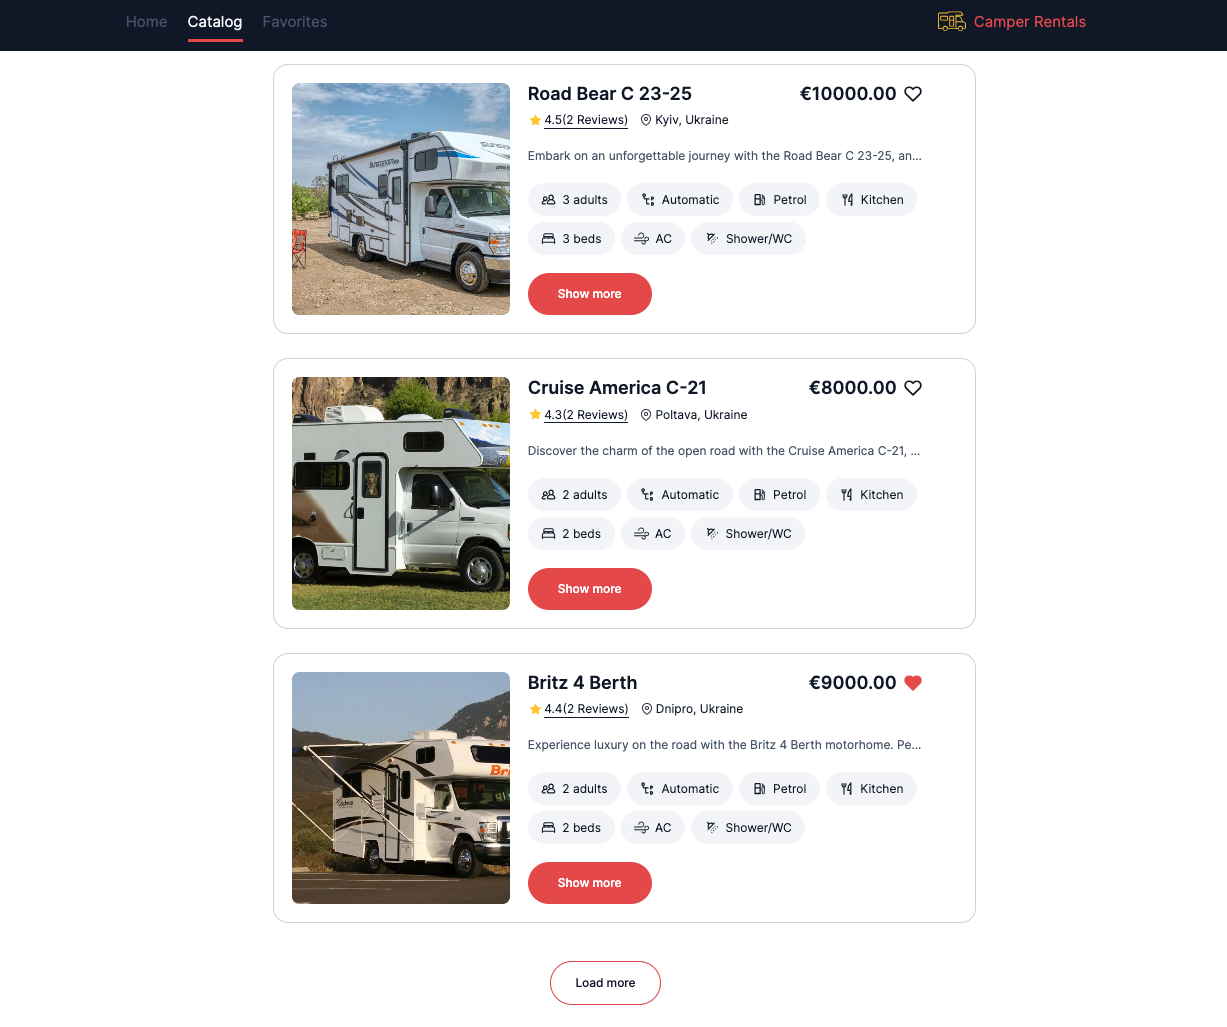 Home Catalog Favorites Camper Rentals
Road Bear C 23-25 €10000.00
4.5(2 Reviews) Kyiv, Ukraine
Embark on an unforgettable journey with the Road Bear C 23-25, an...
3 adults Automatic Petrol Kitchen
3 beds AC Shower/WC
Show more
Cruise America C-21 €8000.00
4.3(2 Reviews) Poltava, Ukraine
Discover the charm of the open road with the Cruise America C-21, ...
2 adults Automatic Petrol Kitchen
2 beds AC Shower/WC
Show more
Britz 4 Berth €9000.00
4.4(2 Reviews) Dnipro, Ukraine
Experience luxury on the road with the Britz 4 Berth motorhome. Pe...
2 adults Automatic Petrol Kitchen
2 beds AC Shower/WC
Show more
Load more